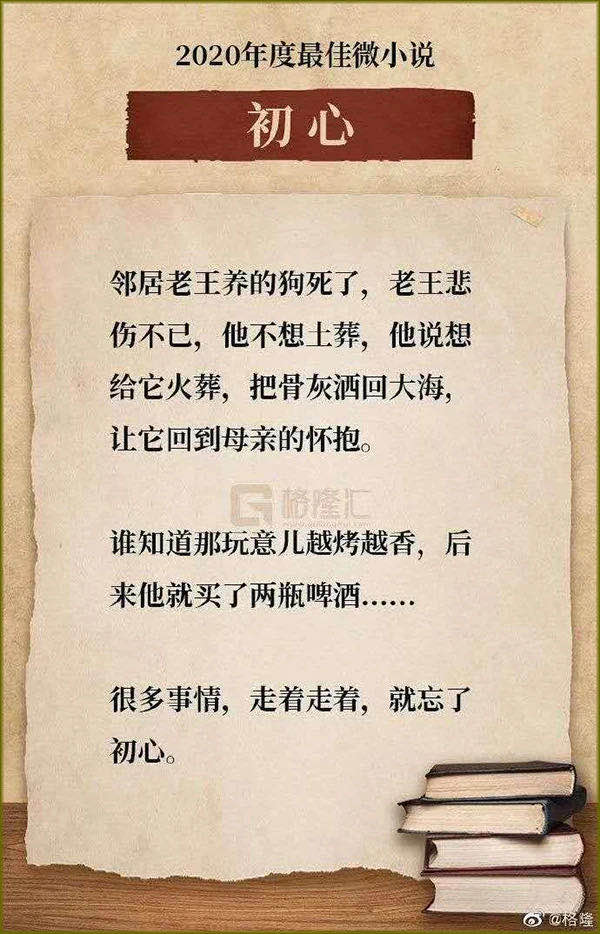 2020年度最佳微小说
初心
邻居老王养的狗死了，老王悲
伤不已，他不想土葬，他说想
给它火葬，把骨灰洒回大海，
让它回到母亲的怀抱。
格隆汇
谁知道那玩意儿越烤越香，后
来他就买了两瓶啤酒……
很多事情，走着走着，就忘了
初心。
@格隆